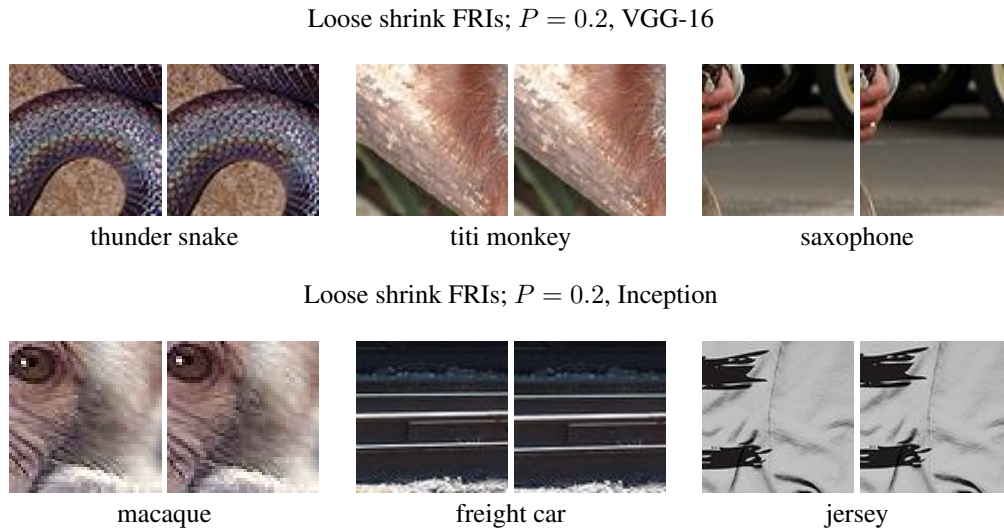 Loose shrink FRIs; P = 0.2, VGG-16
thunder snake
titi monkey
saxophone
Loose shrink FRIs; P = 0.2, Inception
macaque
freight car
jersey